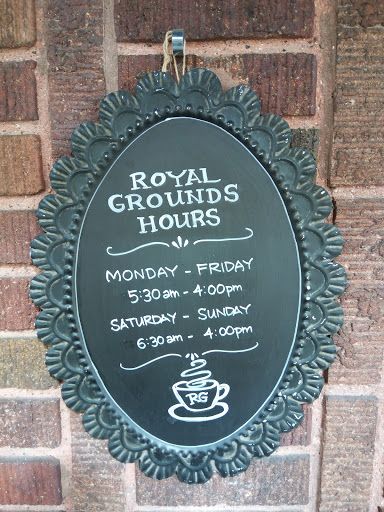 ROYAL
GROUNDS
HOURS
MONDAY - FRIDAY
5:30am - 4:00pm
SATURDAY - SUNDAY
6:30am - 4:00pm
RG